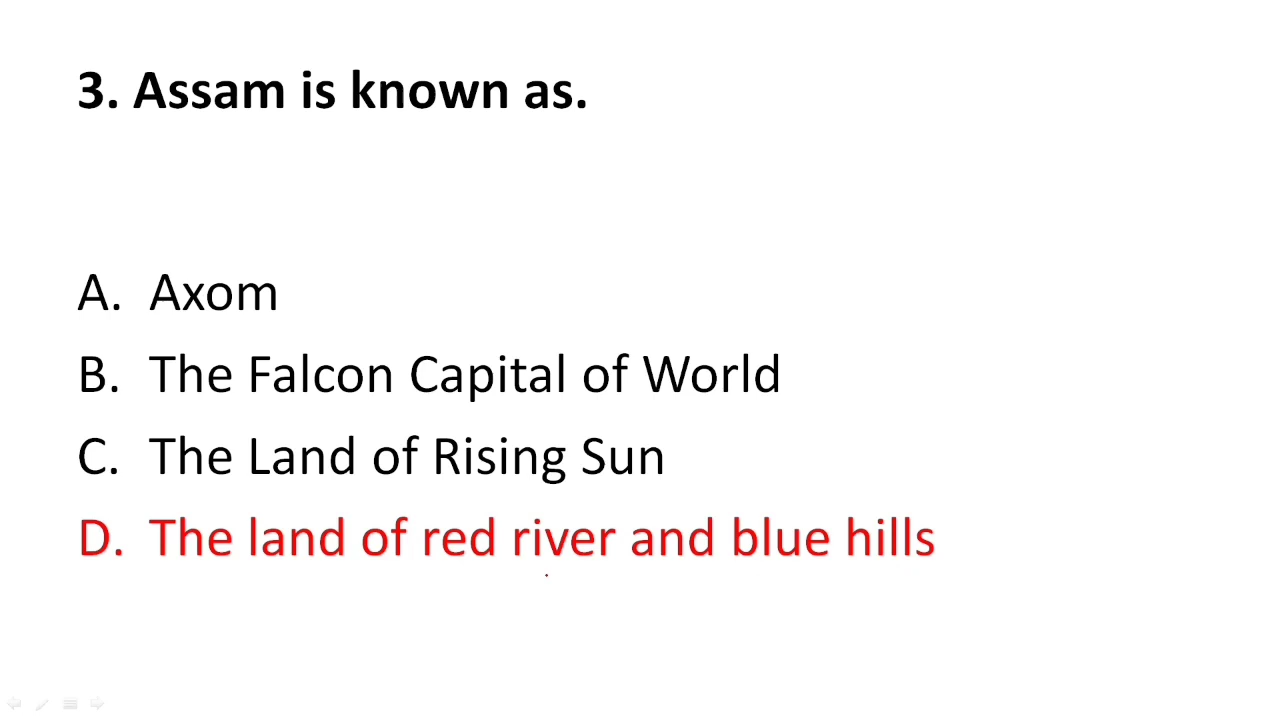 3. Assam is known as.
A. Axom
B. The Falcon Capital of World
C. The Land of Rising Sun
D. The land of red river and blue hills